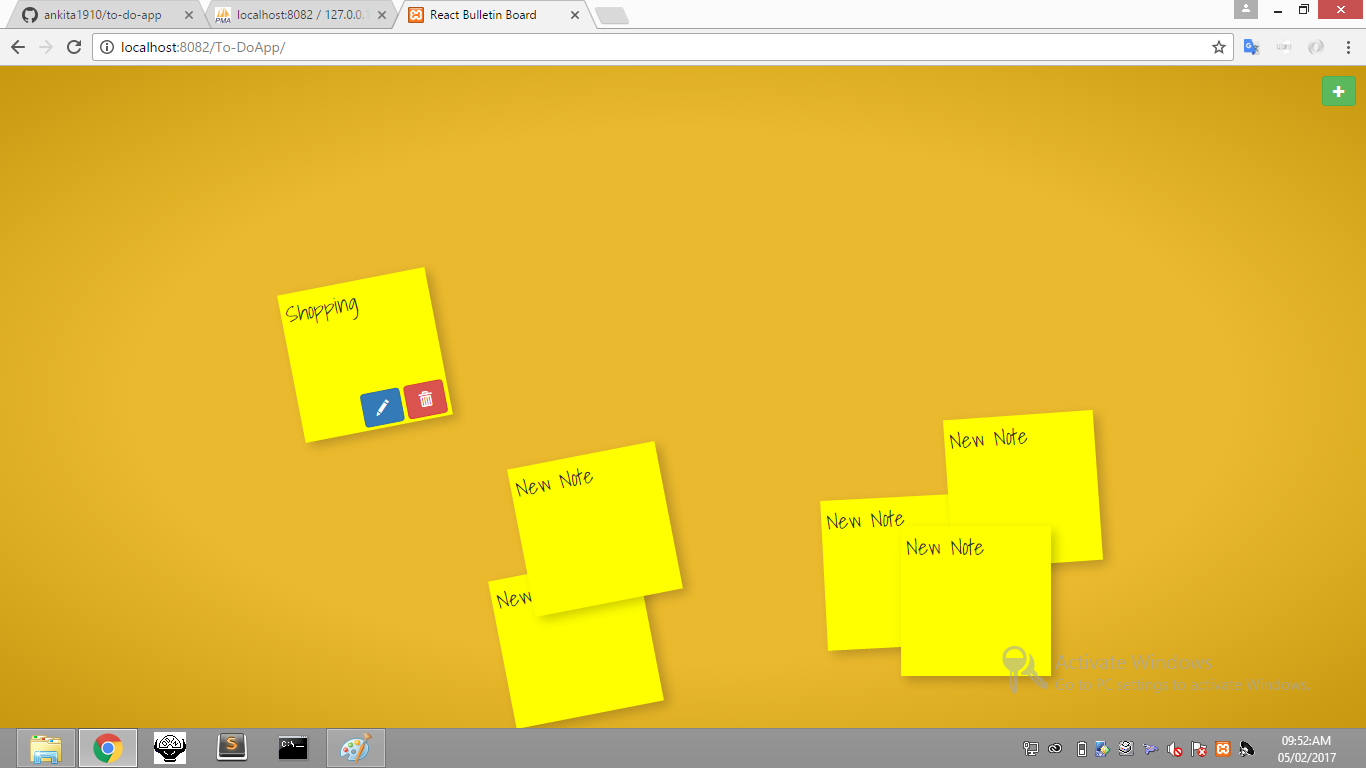 ankita1910/to-do-app
localhost:8082 / 127.0.0.1
React Bulletin Board
localhost:8082/To-DoApp/
Shopping
New Note
New
New Note
New Note
New Note
Activate Windows
Go to PC settings to activate Windows.
PMA
S
C:\
09:52:AM
05/02/2017